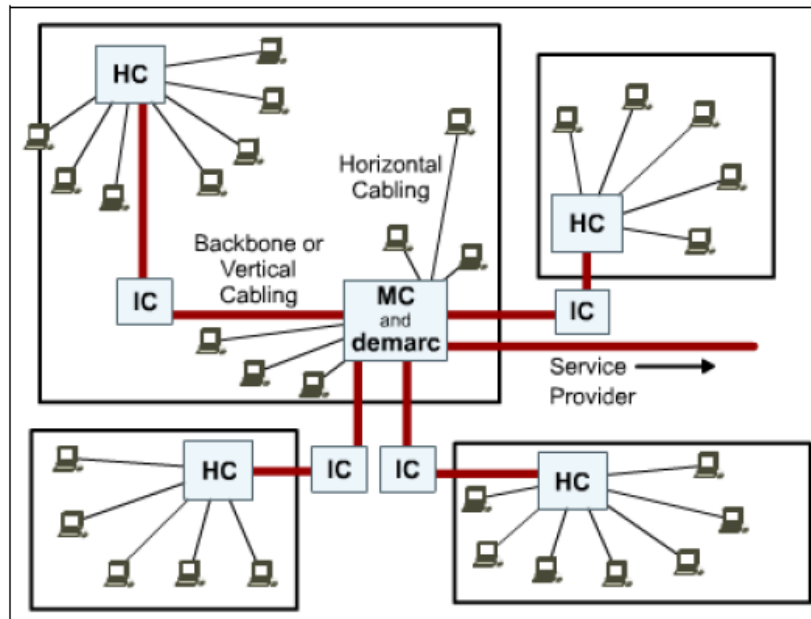 HC
Horizontal
Cabling
HC
Backbone or
Vertical
Cabling
IC
MC
and
demarc
IC
Service
Provider
HC
IC
IC
HC